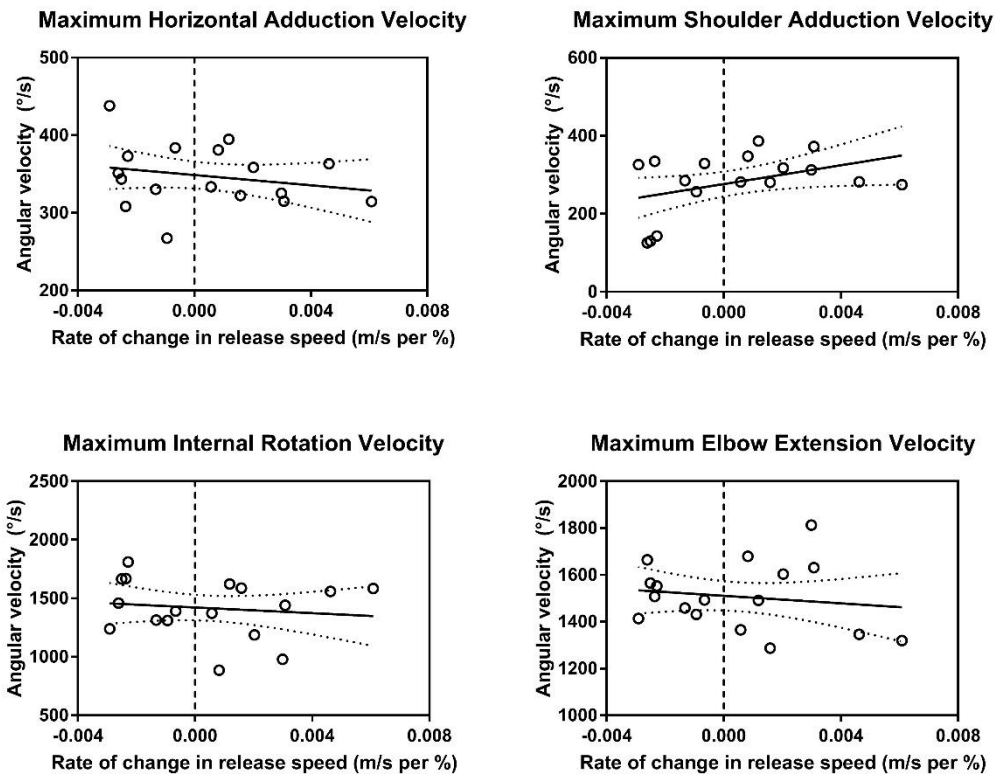 Maximum Horizontal Adduction Velocity
Angular velocity (°/s)
500
400
300
200
-0.004 0.000 0.004 0.008
Rate of change in release speed (m/s per %)
Maximum Shoulder Adduction Velocity
Angular velocity (°/s)
600
400
200
0
-0.004 0.000 0.004 0.008
Rate of change in release speed (m/s per %)
Maximum Internal Rotation Velocity
Angular velocity (°/s)
2500
2000
1500
1000
500
-0.004 0.000 0.004 0.008
Rate of change in release speed (m/s per %)
Maximum Elbow Extension Velocity
Angular velocity (°/s)
2000
1800
1600
1400
1200
1000
-0.004 0.000 0.004 0.008
Rate of change in release speed (m/s per %)